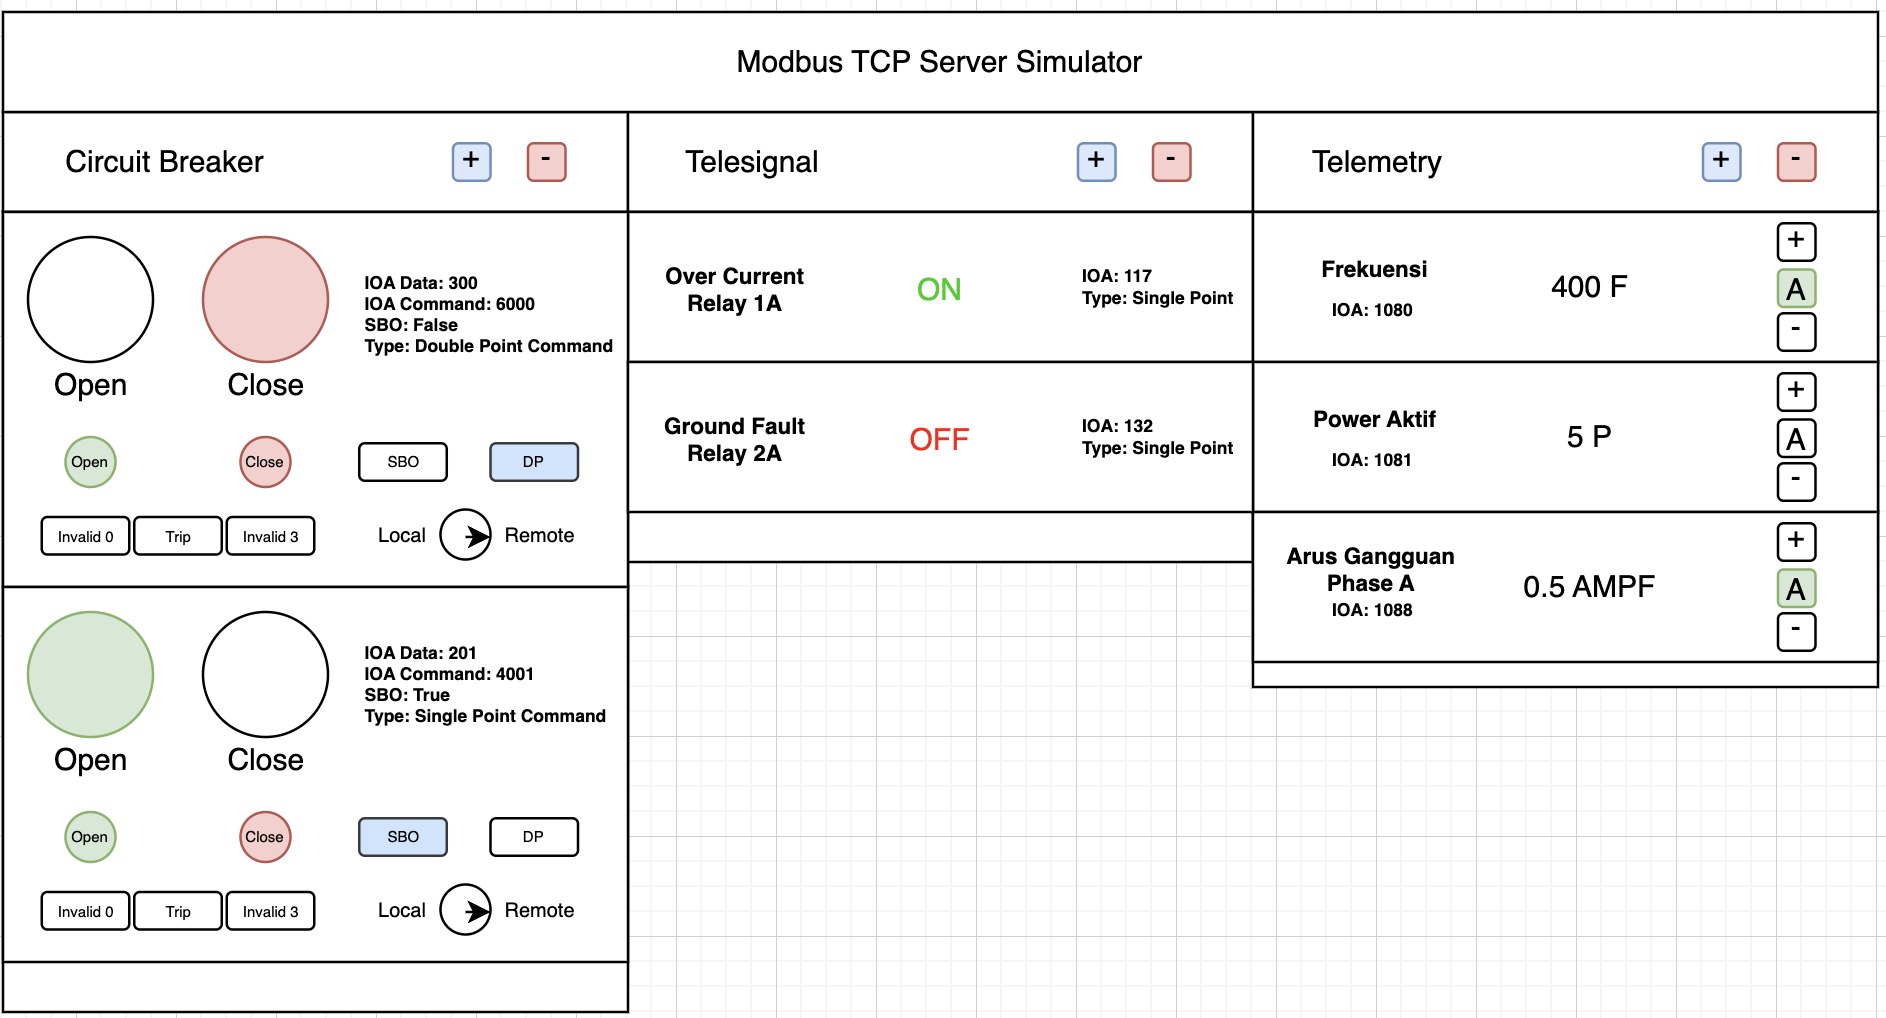 Modbus TCP Server Simulator
Circuit Breaker
+
-
Open
Close
IOA Data: 300
IOA Command: 6000
SBO: False
Type: Double Point Command
Open
Close
SBO
DP
Invalid 0
Trip
Invalid 3
Local
Remote
Open
Close
IOA Data: 201
IOA Command: 4001
SBO: True
Type: Single Point Command
Open
Close
SBO
DP
Invalid 0
Trip
Invalid 3
Local
Remote
Telesignal
+
-
Over Current
Relay 1A
ON
IOA: 117
Type: Single Point
Ground Fault
Relay 2A
OFF
IOA: 132
Type: Single Point
Telemetry
+
-
Frekuensi
IOA: 1080
400 F
+
A
-
Power Aktif
IOA: 1081
5 P
+
A
-
Arus Gangguan
Phase A
IOA: 1088
0.5 AMPF
+
A
-